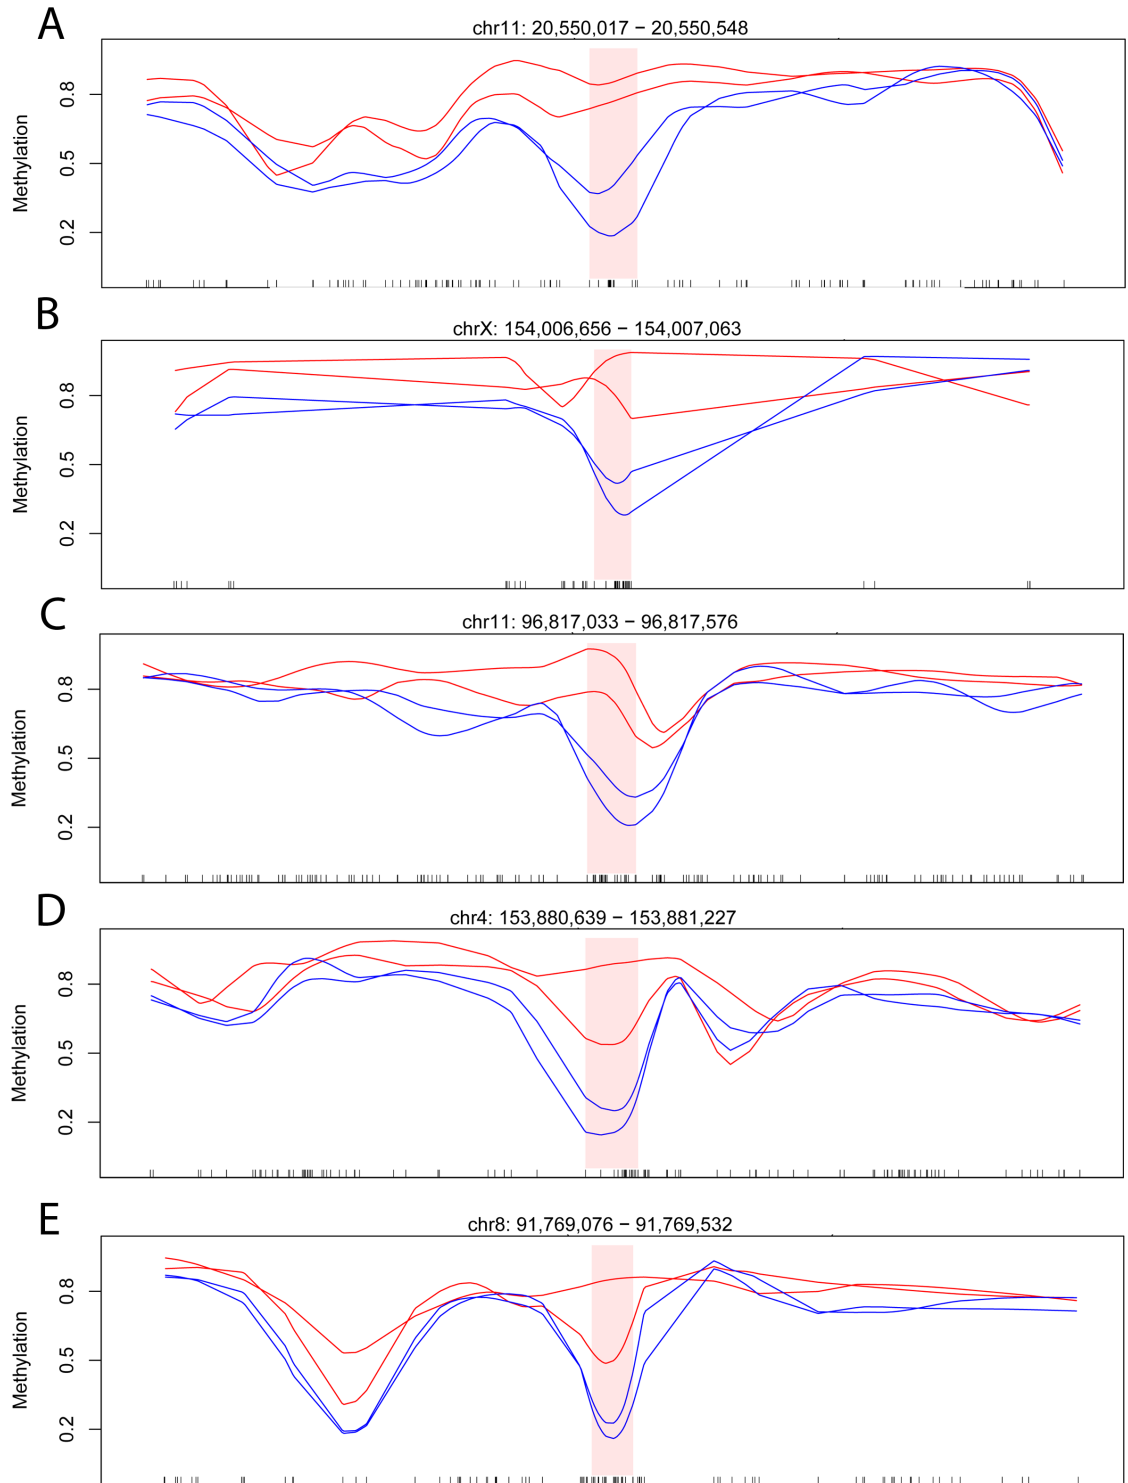 A
chr11: 20,550,017 − 20,550,548
Methylation
0.8
0.5
0.2
B
chrX: 154,006,656 − 154,007,063
Methylation
0.8
0.5
0.2
C
chr11: 96,817,033 − 96,817,576
Methylation
0.8
0.5
0.2
D
chr4: 153,880,639 − 153,881,227
Methylation
0.8
0.5
0.2
E
chr8: 91,769,076 − 91,769,532
Methylation
0.8
0.5
0.2